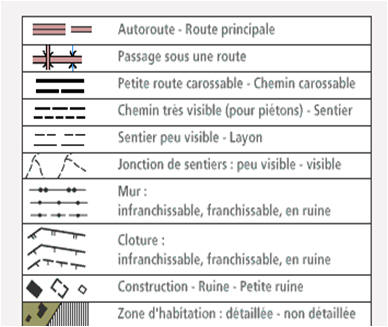 Autoroute - Route principale
Passage sous une route
Petite route carossable - Chemin carossable
Chemin très visible (pour piétons) - Sentier
Sentier peu visible - Layon
Jonction de sentiers : peu visible - visible
Mur :
infranchissable, franchissable, en ruine
Cloture :
infranchissable, franchissable, en ruine
Construction - Ruine - Petite ruine
Zone d'habitation : détaillée - non détaillée